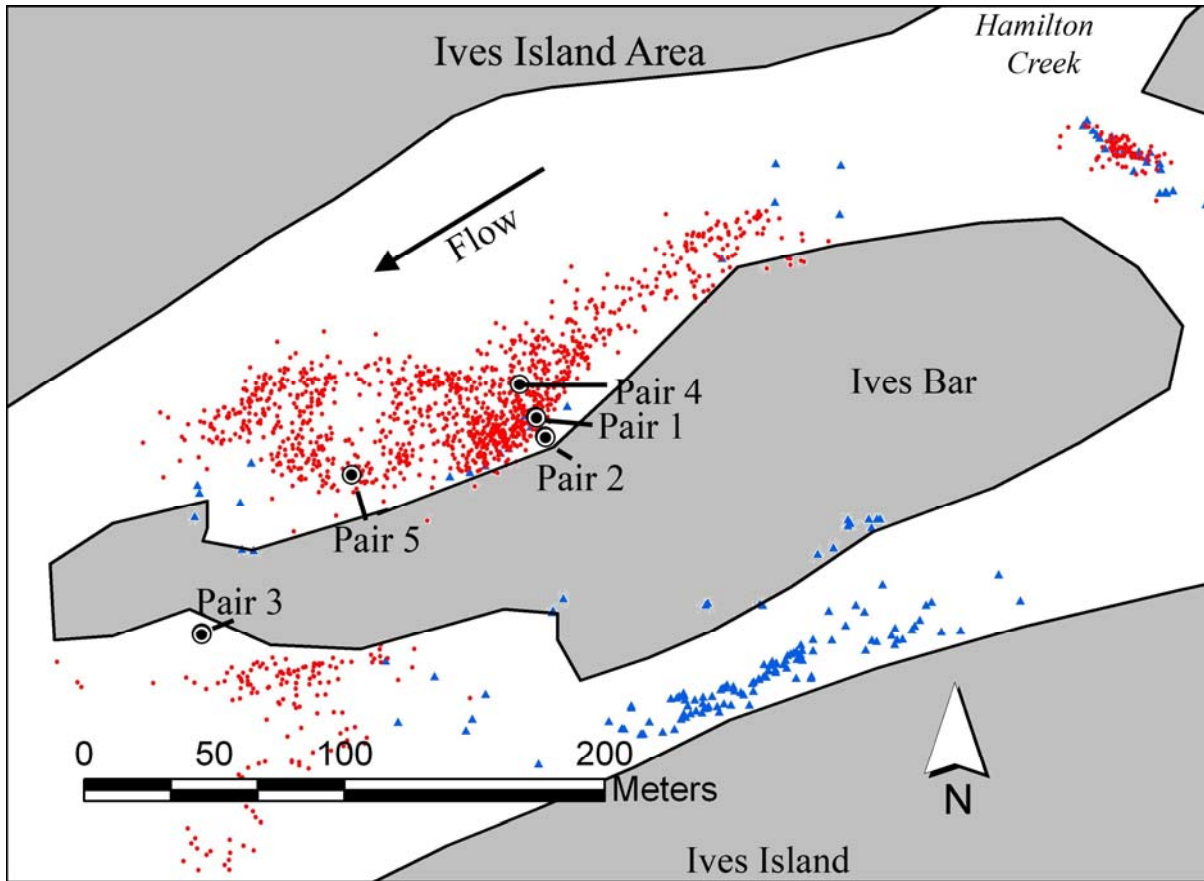 Ives Island Area
Hamilton
Creek
Flow
Ives Bar
Pair 4
Pair 1
Pair 2
Pair 5
Pair 3
0 50 100 200
Meters
N
Ives Island